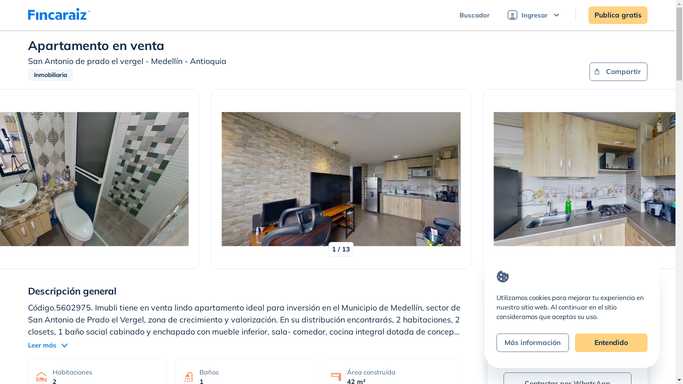 Fincaraiz
Buscador
Ingresar
Publica gratis
Apartamento en venta
San Antonio de prado el vergel - Medellín - Antioquia
Inmobiliaria
Compartir
1 / 13
Descripción general
Código.5602975. Imubli tiene en venta lindo apartamento ideal para inversión en el Municipio de Medellín, sector de
San Antonio de Prado el Vergel, zona de crecimiento y valorización. En su distribución encontrarás, 2 habitaciones, 2
closets, 1 baño social cabinado y enchapado con mueble inferior, sala- comedor, cocina integral dotada de concep...
Leer más
Habitaciones
2
Baños
1
Área construida
42 m²
Utilizamos cookies para mejorar tu experiencia en
nuestro sitio web. Al continuar en el sitio
consideramos que aceptas su uso.
Más información
Entendido
Contactar por WhatsApp